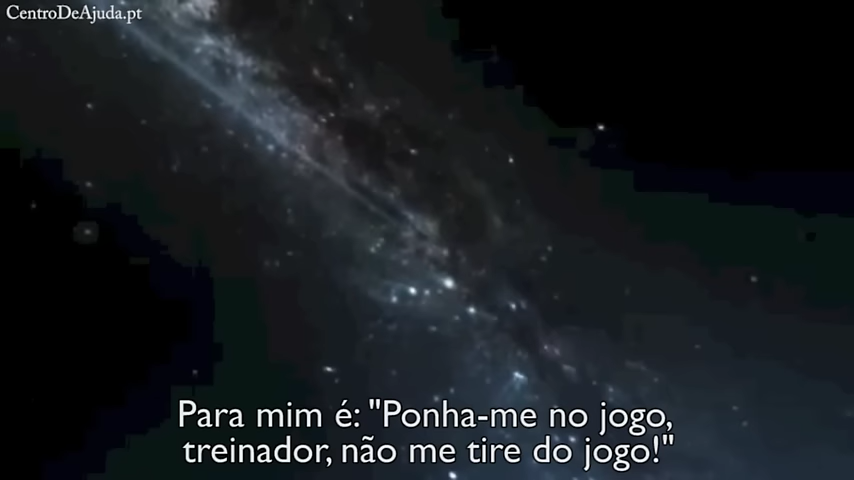 CentroDeAjuda.pt
Para mim é: "Ponha-me no jogo,
treinador, não me tire do jogo!"